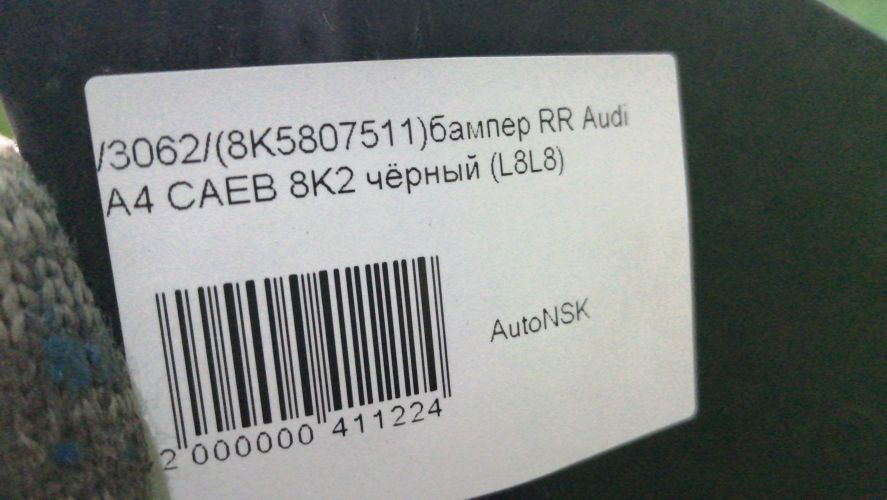 /3062/(8K5807511)бампер RR Audi
A4 CAEB 8K2 чёрный (L8L8)
AutoNSK
2 000000 411224